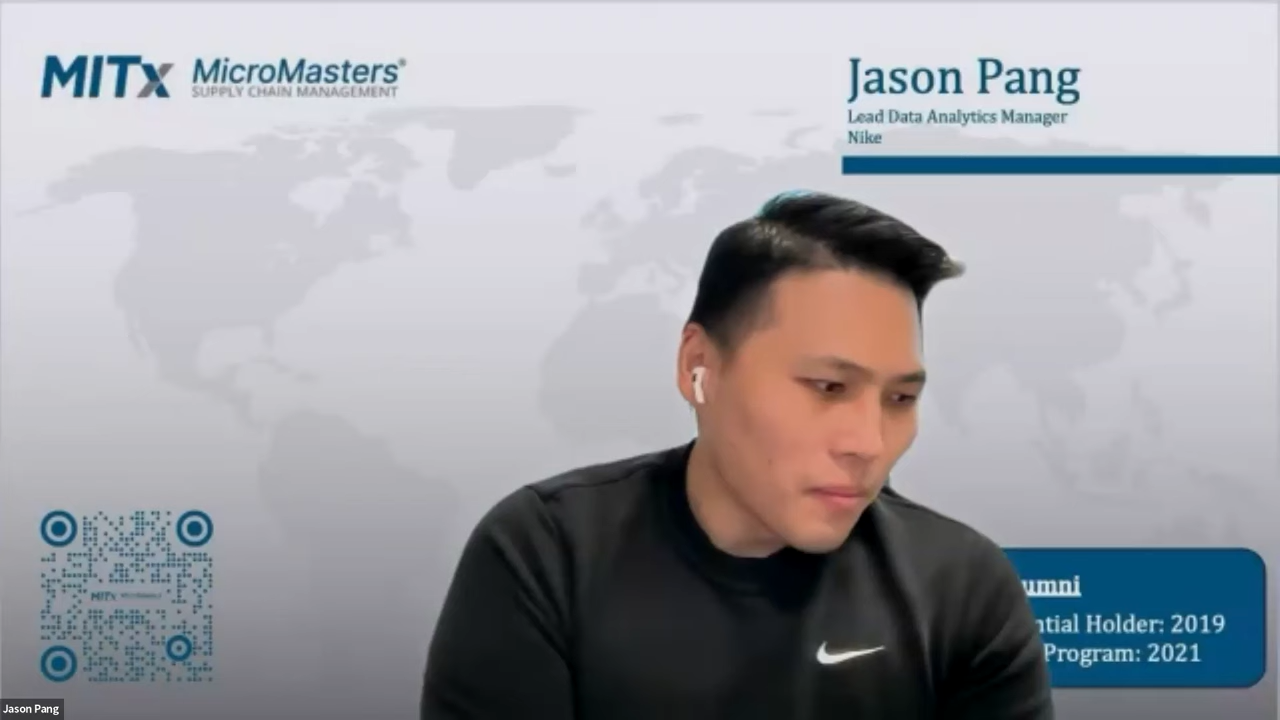 MITx MicroMasters®
SUPPLY CHAIN MANAGEMENT
Jason Pang
Lead Data Analytics Manager
Nike
umni
ntial Holder: 2019
Program: 2021
MITx
Jason Pang